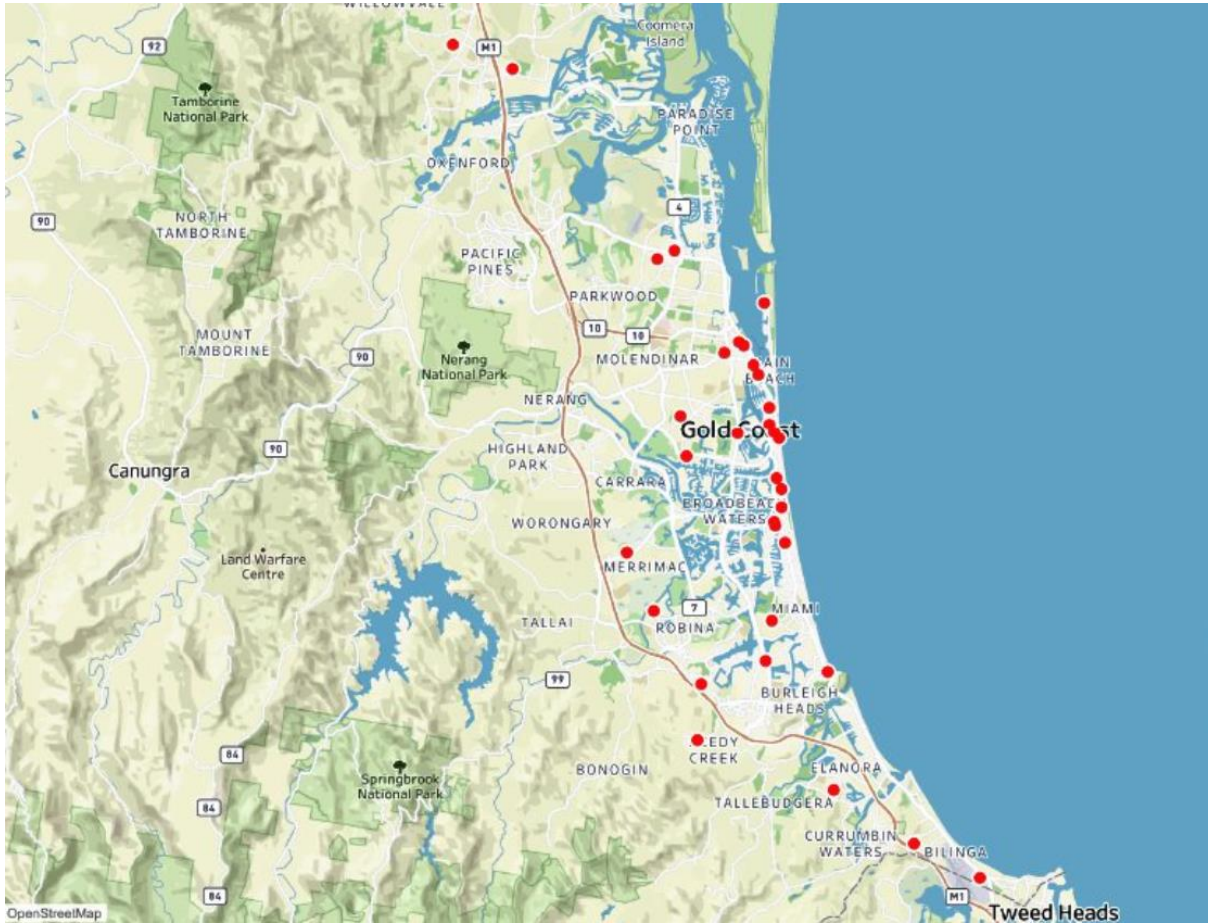 WILLOWVALE
Coomera
Island
92
M1
Tamborine
National Park
PARADISE
POINT
OXENFORD
90
NORTH
TAMBORINE
4
PACIFIC
PINES
PARKWOOD
MOUNT
TAMBORINE
10
10
90
MOLENDINAR
Nerang
National Park
NERANG
Gold Coast
90
HIGHLAND
PARK
Canungra
CARRARA
BROADBEACH
WATERS
WORONGARY
Land Warfare
Centre
MERRIMAC
7
MIAMI
TALLAI
ROBINA
99
BURLEIGH
HEADS
84
CREEK
BONOGIN
ELANORA
Springbrook
National Park
TALLEBUDGERA
84
CURRUMBIN
WATERS
BILINGA
84
M1
OpenStreetMap
Tweed Heads